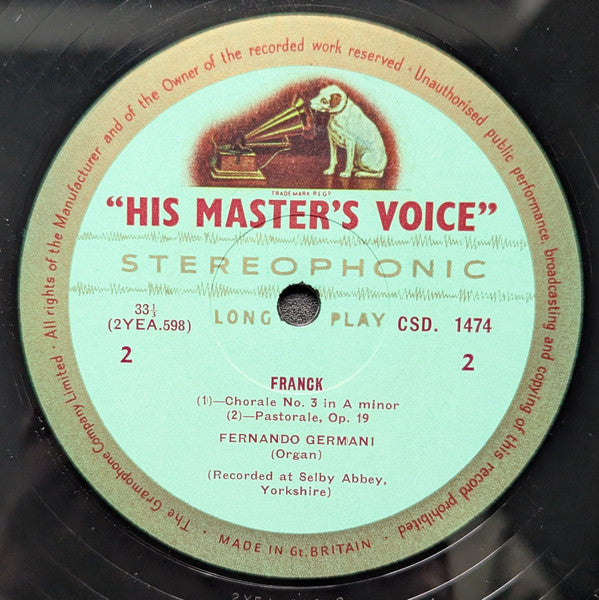 The Gramophone Company Limited · All rights of the Manufacturer and of the Owner of the recorded work reserved · Unauthorised public performance, broadcasting and copying of this record prohibited
TRADE MARK REGD
"HIS MASTER'S VOICE"
STEREOPHONIC
33⅓
(2YEA.598)
LONG PLAY
CSD. 1474
2
2
FRANCK
(1)—Chorale No. 3 in A minor
(2)—Pastorale, Op. 19
FERNANDO GERMANI
(Organ)
(Recorded at Selby Abbey,
Yorkshire)
· MADE IN Gt. BRITAIN ·